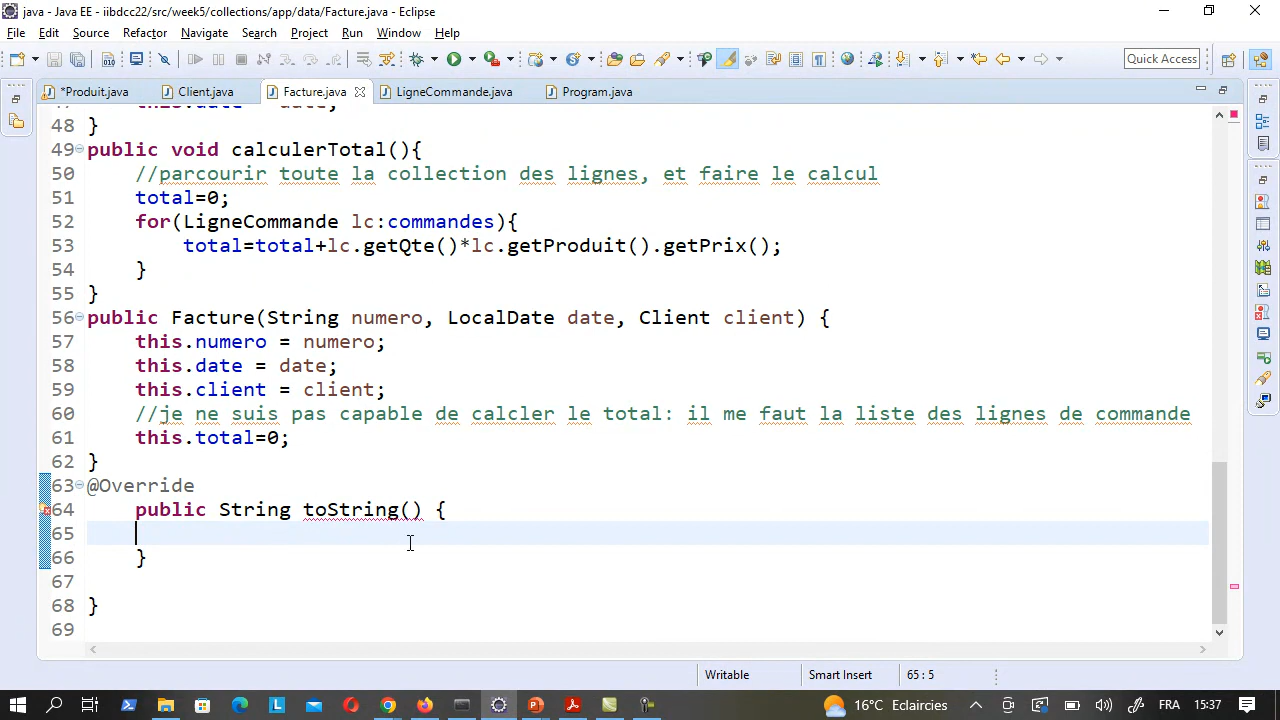 java - Java EE - iibdcc22/src/week5/collections/app/data/Facture.java - Eclipse
File Edit Source Refactor Navigate Search Project Run Window Help
Quick Access
*Produit.java Client.java Facture.java LigneCommande.java Program.java
48 }
49 public void calculerTotal(){
50 //parcourir toute la collection des lignes, et faire le calcul
51 total=0;
52 for(LigneCommande lc:commandes){
53 total=total+lc.getQte()*lc.getProduit().getPrix();
54 }
55 }
56 public Facture(String numero, LocalDate date, Client client) {
57 this.numero = numero;
58 this.date = date;
59 this.client = client;
60 //je ne suis pas capable de calcler le total: il me faut la liste des lignes de commande
61 this.total=0;
62 }
63 @Override
64 public String toString() {
65
66 }
67
68 }
69
Writable Smart Insert 65 : 5
16°C Eclaircies FRA 15:37